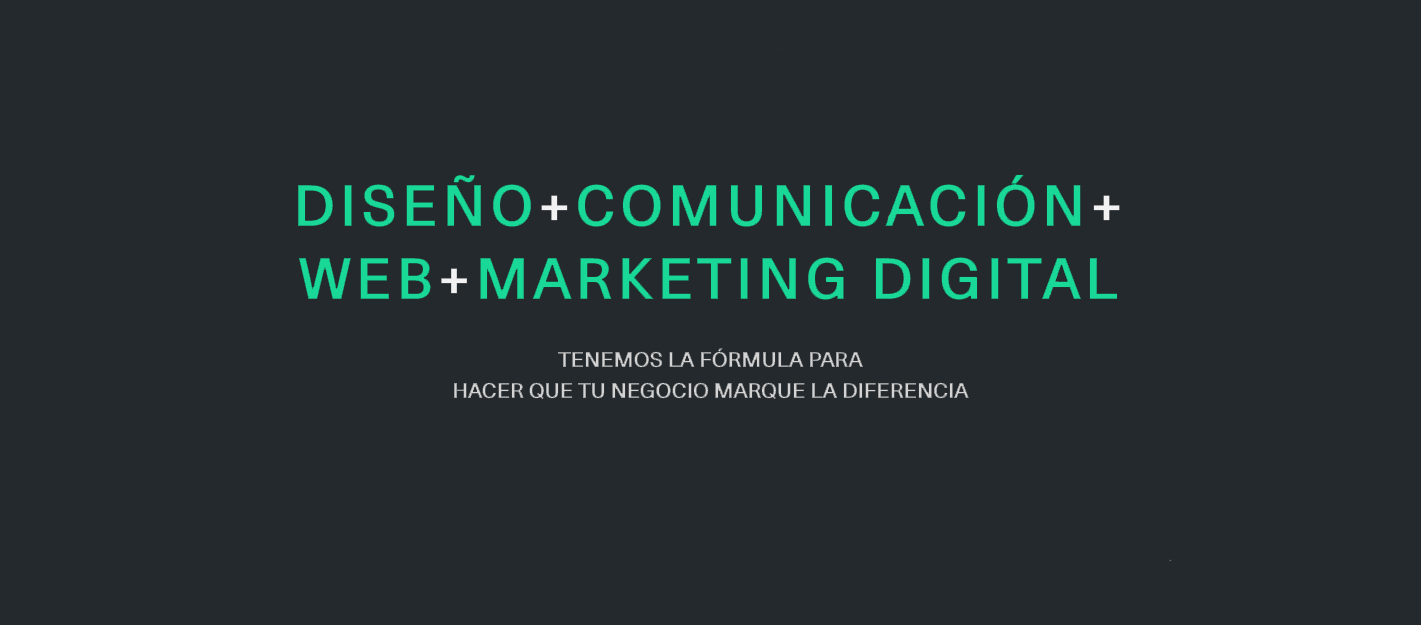 DISEÑO+COMUNICACIÓN+
WEB+MARKETING DIGITAL
TENEMOS LA FÓRMULA PARA
HACER QUE TU NEGOCIO MARQUE LA DIFERENCIA